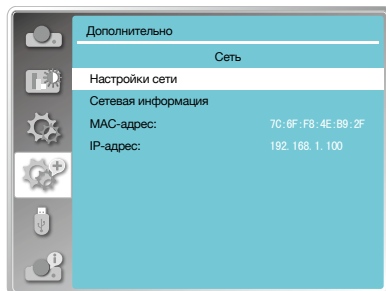 Дополнительно
Сеть
Настройки сети
Сетевая информация
MAC-адрес: 7C:6F:F8:4E:B9:2F
IP-адрес: 192. 168. 1. 100